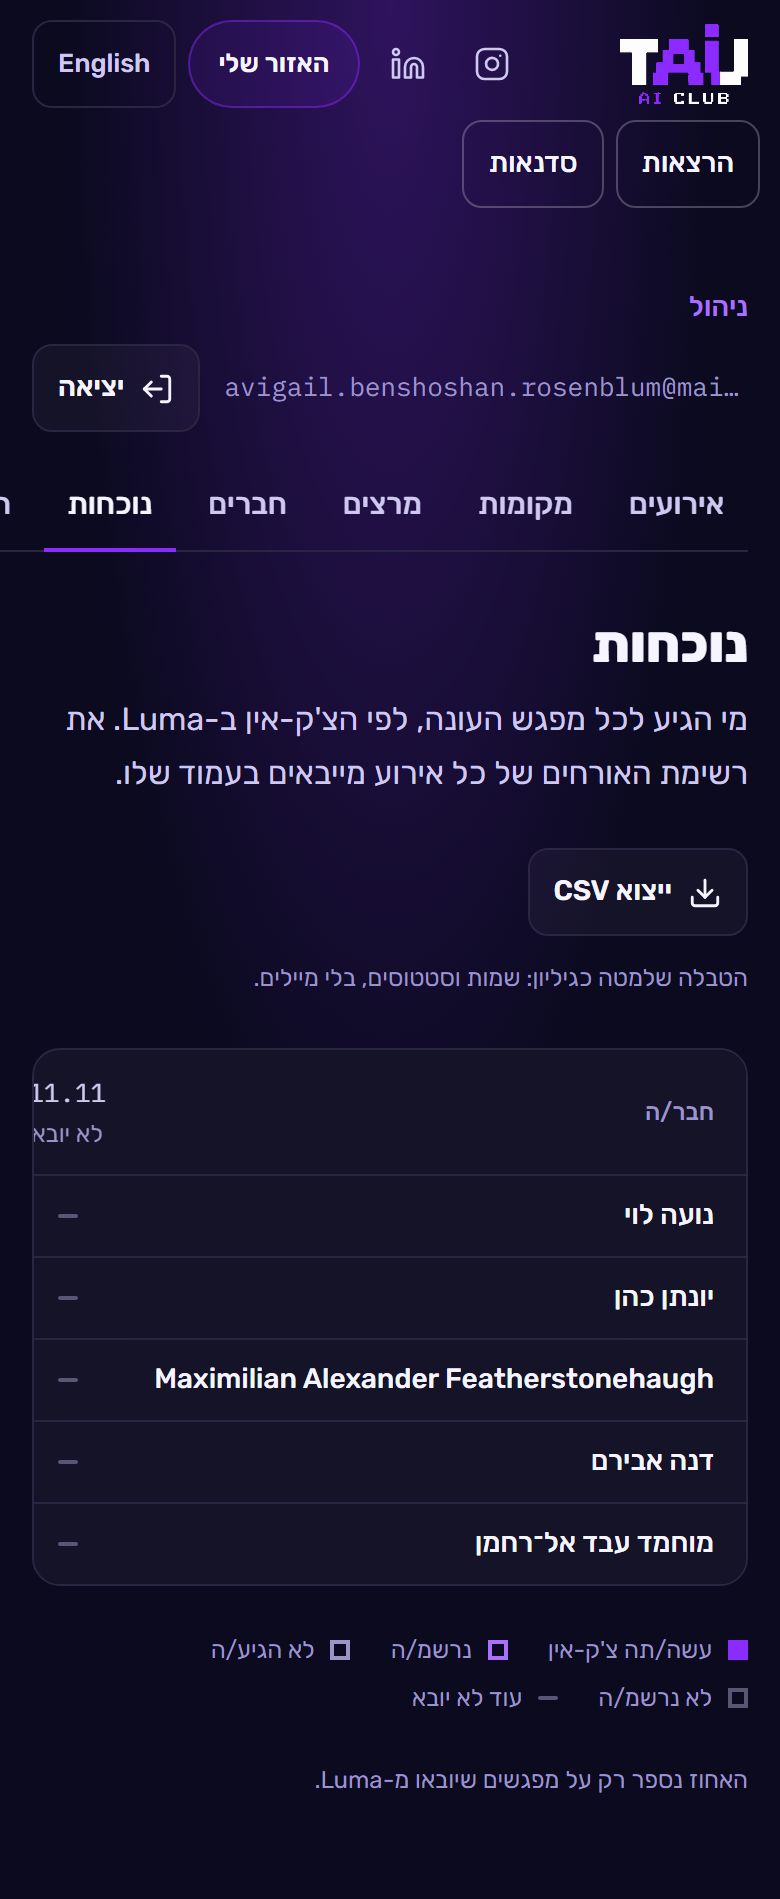 TAIU
AI CLUB
האזור שלי
English
הרצאות
סדנאות
ניהול
avigail.benshoshan.rosenblum@mai…
יציאה
אירועים
מקומות
מרצים
חברים
נוכחות
נוכחות
מי הגיע לכל מפגש העונה, לפי הצ'ק-אין ב-Luma. את
רשימת האורחים של כל אירוע מייבאים בעמוד שלו.
ייצוא CSV
הטבלה שלמטה כגיליון: שמות וסטטוסים, בלי מיילים.
חבר/ה
11.11
לא יובא
נועה לוי
—
יונתן כהן
—
Maximilian Alexander Featherstonehaugh
—
דנה אבירם
—
מוחמד עבד אל־רחמן
—
עשה/תה צ'ק-אין
נרשמ/ה
לא הגיע/ה
לא נרשמ/ה
— עוד לא יובא
האחוז נספר רק על מפגשים שיובאו מ-Luma.